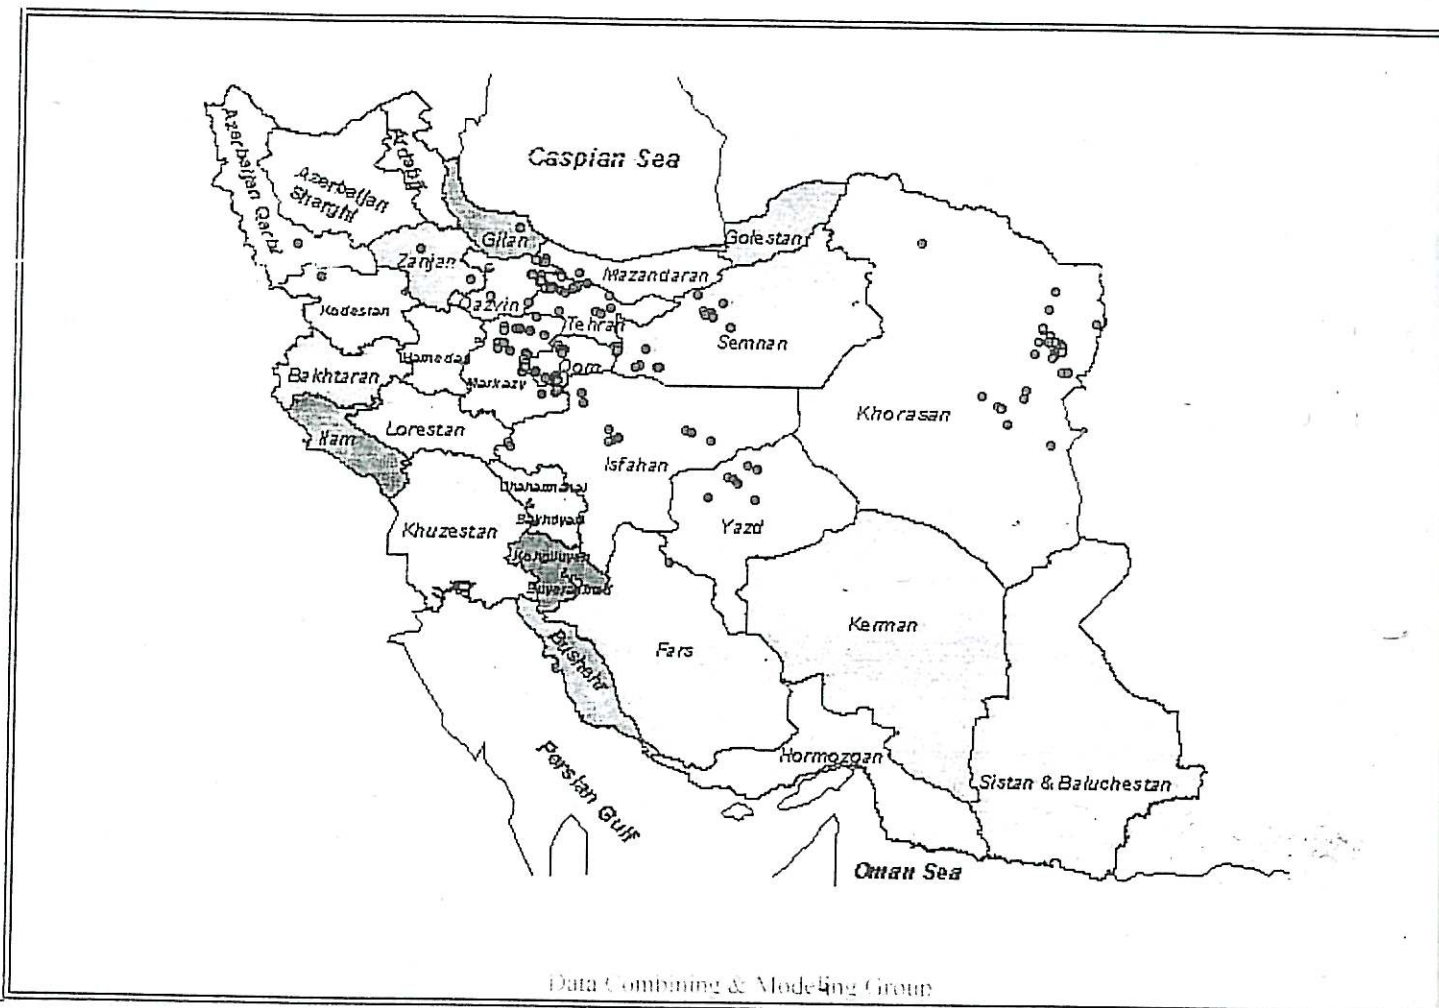 Caspian Sea
Azerbaijan Qarbi
Azerbaijan
Sharghi
Ardabil
Gilan
Golestan
Zanjan
Mazandaran
Qazvin
Kodestan
Tehran
Semnan
Hamedan
Qom
Bakhtaran
Markazy
Khorasan
Lorestan
Ilam
Isfahan
&
Khuzestan
Yazd
&
Kerman
Fars
Bushehr
Hormozgan
Persian Gulf
Sistan & Baluchestan
Oman Sea
Data Combining & Modeling Group